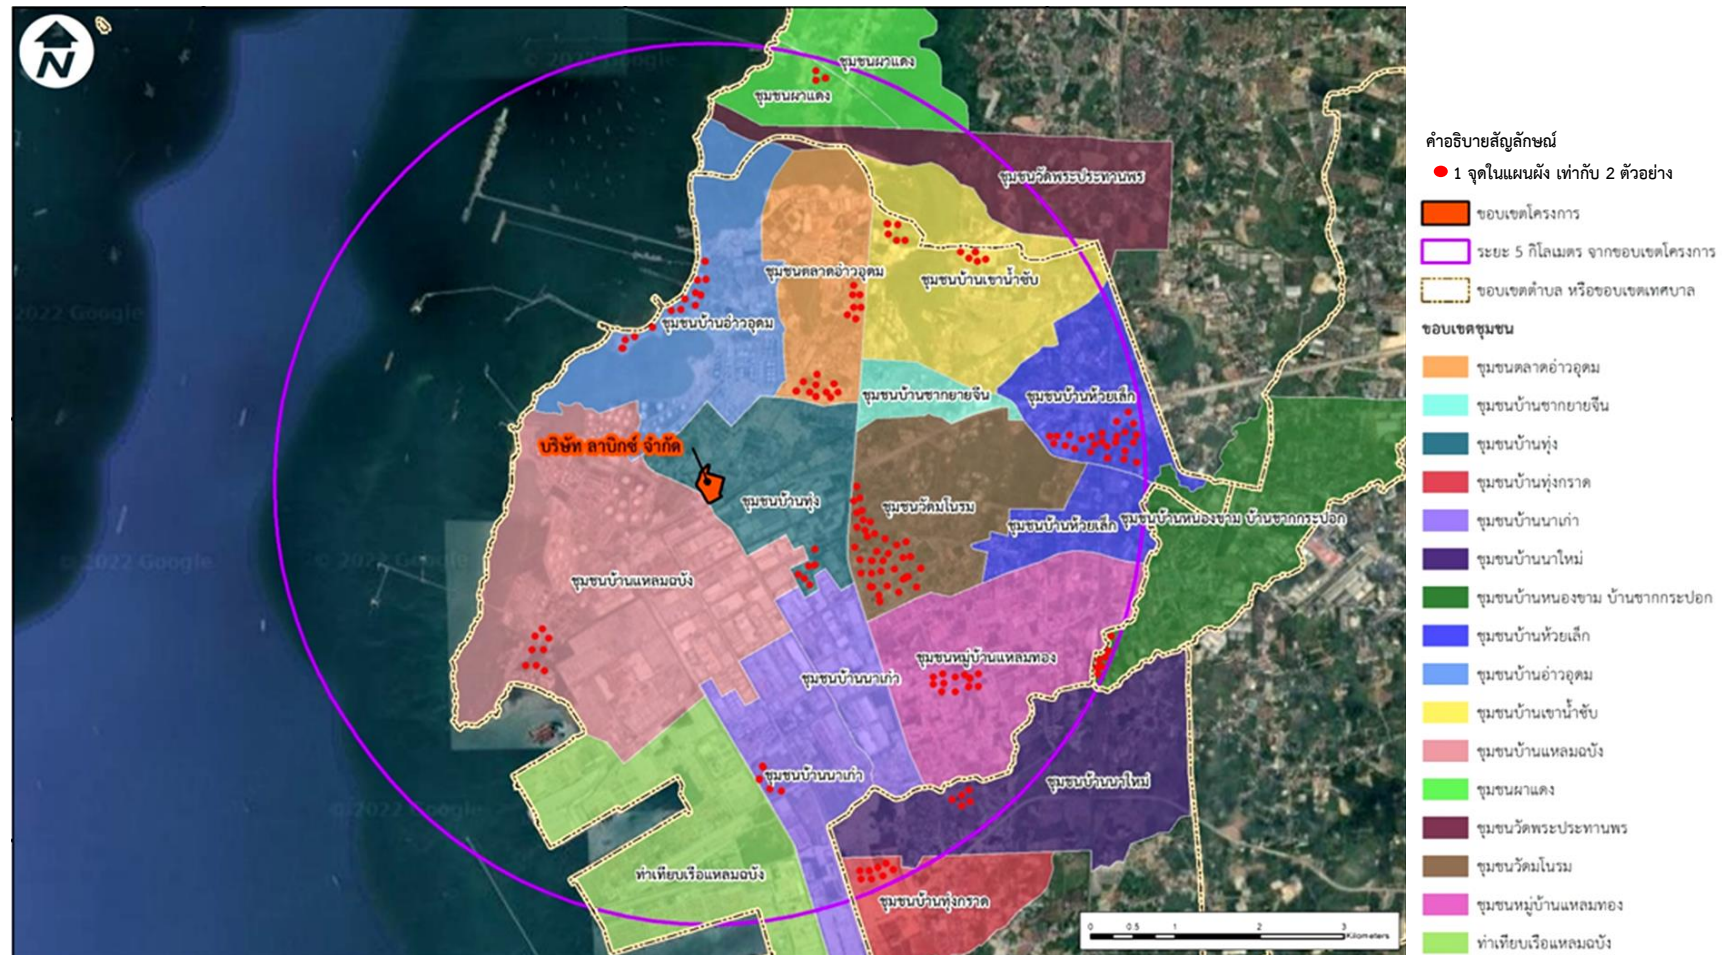 N
© 2022 Google
ชุมชนผาแดง
ชุมชนผาแดง
ชุมชนวัดพระประทานพร
ชุมชนตลาดอ่าวอุดม
ชุมชนบ้านเขาน้ำซับ
2022 Google
ชุมชนบ้านอ่าวอุดม
ชุมชนบ้านชากยายจีน
ชุมชนบ้านห้วยเล็ก
บริษัท ลาบิกซ์ จำกัด
ชุมชนบ้านทุ่ง
ชุมชนวัดมโนรม
ชุมชนบ้านห้วยเล็ก
ชุมชนบ้านหนองขาม บ้านชากกระปอก
© 2022 Google
© 2022 Google
ชุมชนบ้านแหลมฉบัง
ชุมชนหมู่บ้านแหลมทอง
ชุมชนบ้านนาเก่า
ชุมชนบ้านนาเก่า
ชุมชนบ้านนาใหม่
© 2022 Google
ท่าเทียบเรือแหลมฉบัง
ชุมชนบ้านทุ่งกราด
0 0.5 1 2 3
Kilometers
คำอธิบายสัญลักษณ์
1 จุดในแผนผัง เท่ากับ 2 ตัวอย่าง
ขอบเขตโครงการ
ระยะ 5 กิโลเมตร จากขอบเขตโครงการ
ขอบเขตตำบล หรือขอบเขตเทศบาล
ขอบเขตชุมชน
ชุมชนตลาดอ่าวอุดม
ชุมชนบ้านชากยายจีน
ชุมชนบ้านทุ่ง
ชุมชนบ้านทุ่งกราด
ชุมชนบ้านนาเก่า
ชุมชนบ้านนาใหม่
ชุมชนบ้านหนองขาม บ้านชากกระปอก
ชุมชนบ้านห้วยเล็ก
ชุมชนบ้านอ่าวอุดม
ชุมชนบ้านเขาน้ำซับ
ชุมชนบ้านแหลมฉบัง
ชุมชนผาแดง
ชุมชนวัดพระประทานพร
ชุมชนวัดมโนรม
ชุมชนหมู่บ้านแหลมทอง
ท่าเทียบเรือแหลมฉบัง